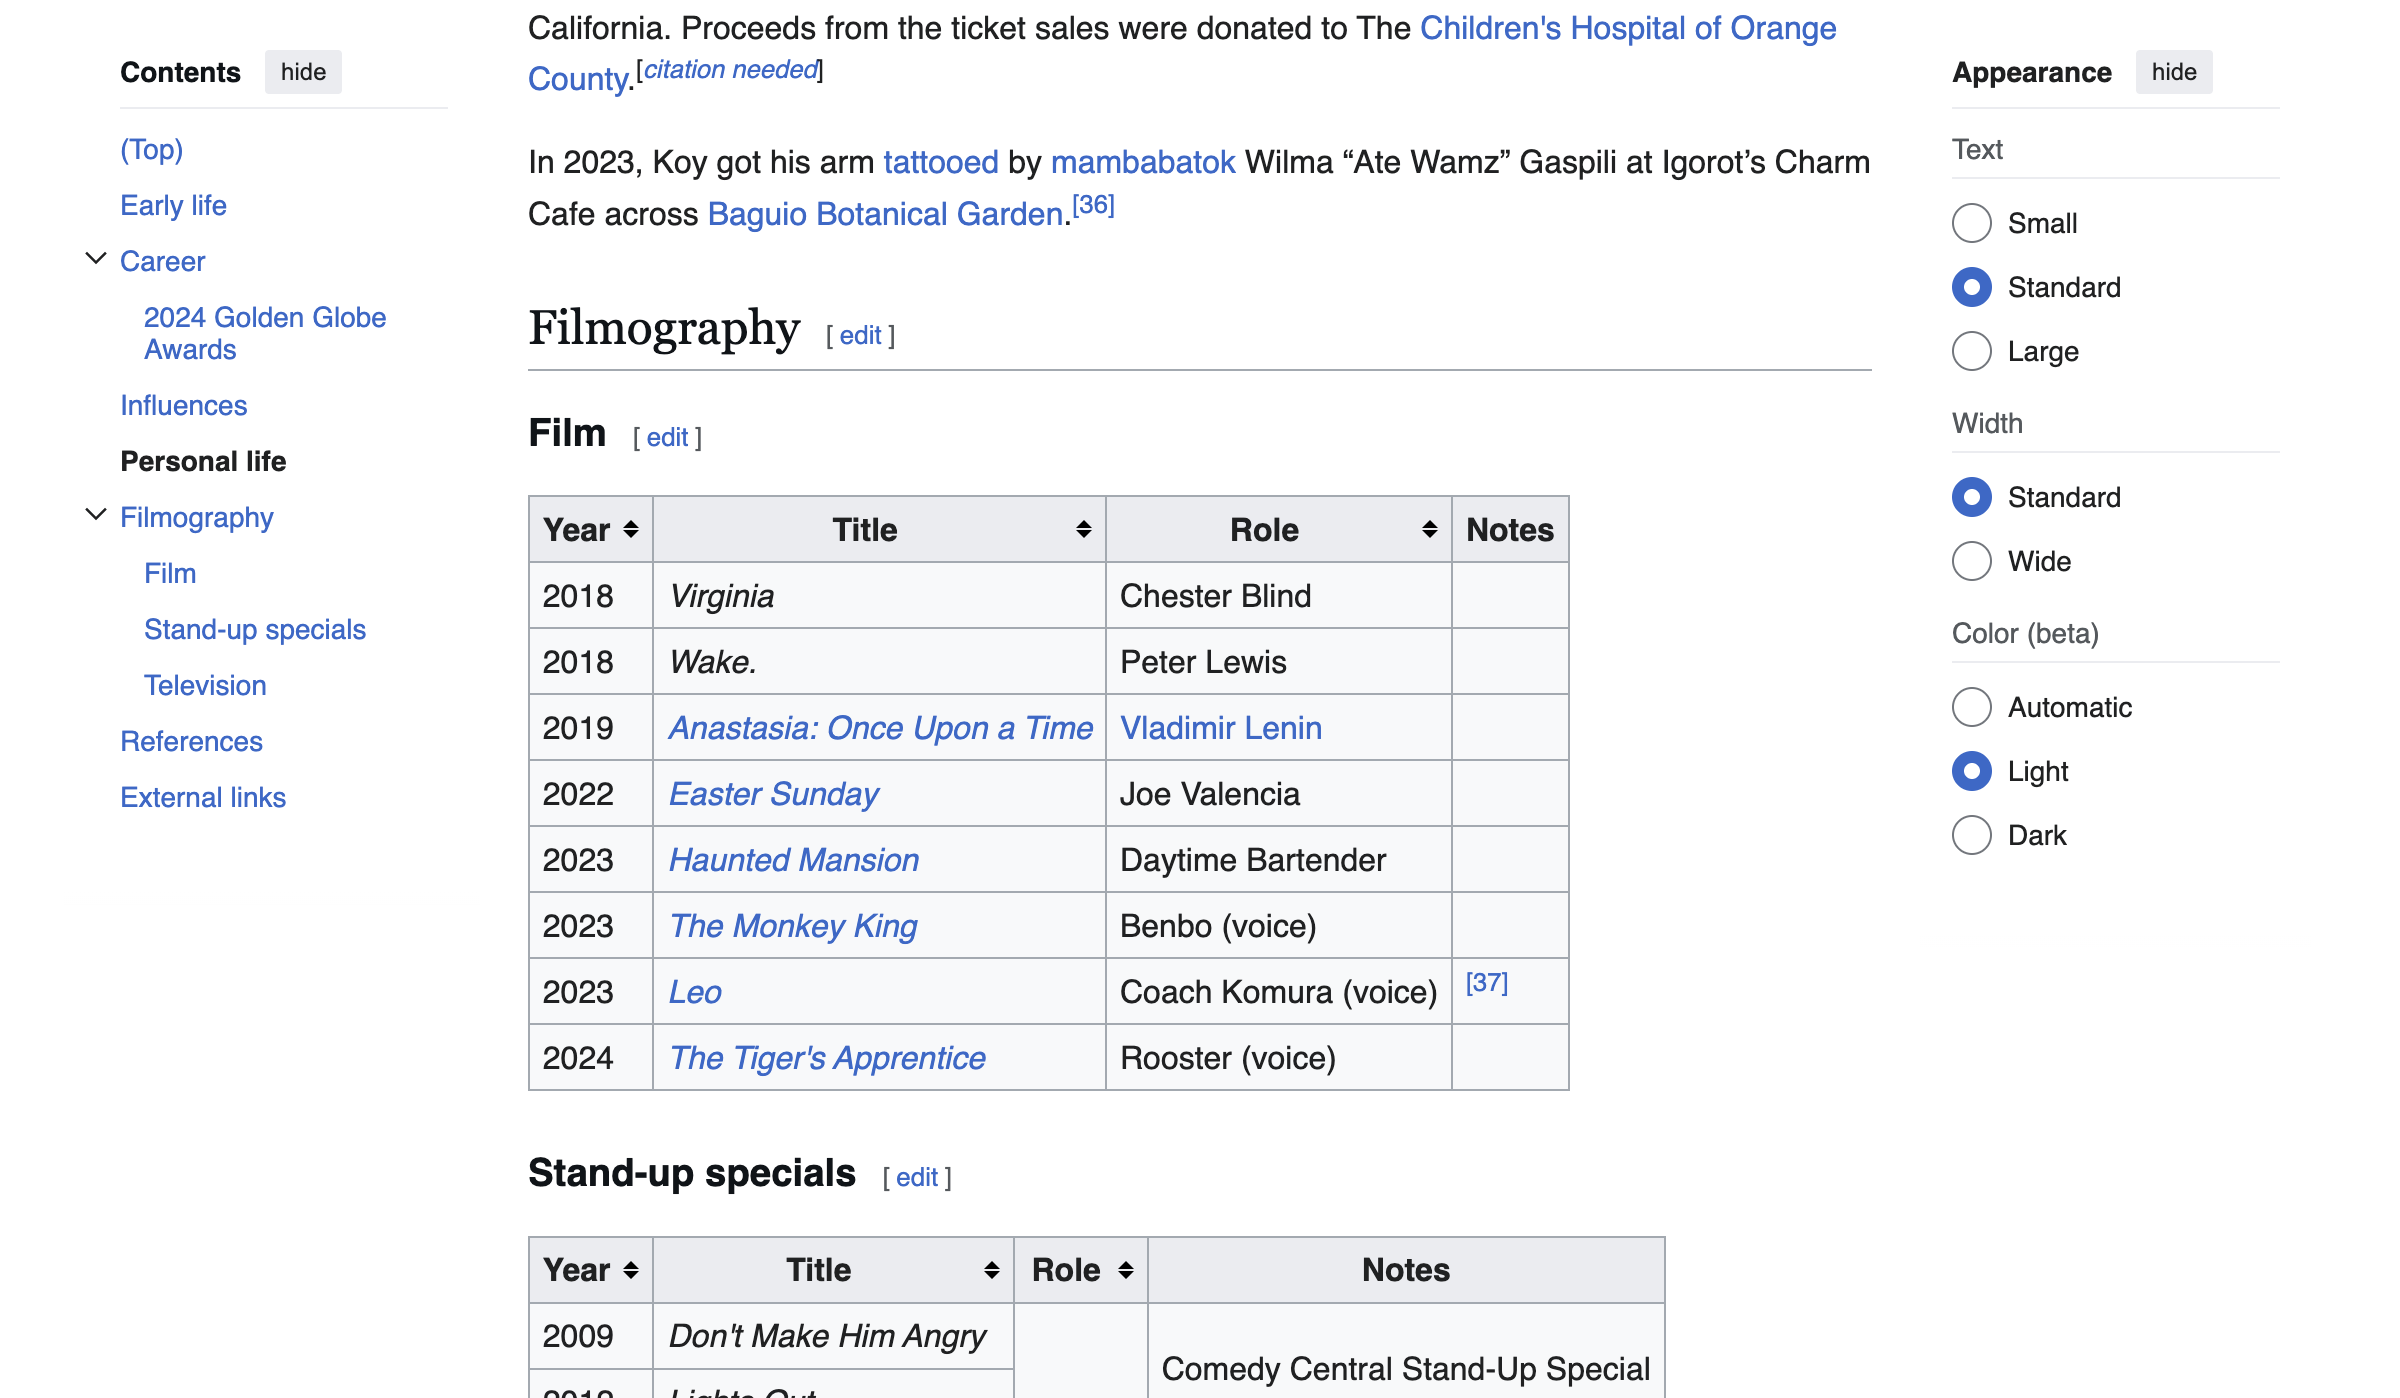 Contents hide
(Top)
Early life
Career
2024 Golden Globe
Awards
Influences
Personal life
Filmography
Film
Stand-up specials
Television
References
External links
California. Proceeds from the ticket sales were donated to The Children's Hospital of Orange
County.[citation needed]
In 2023, Koy got his arm tattooed by mambabatok Wilma “Ate Wamz” Gaspili at Igorot’s Charm
Cafe across Baguio Botanical Garden.[36]
Filmography [ edit ]
Film [ edit ]
Year Title Role Notes
2018 Virginia Chester Blind
2018 Wake. Peter Lewis
2019 Anastasia: Once Upon a Time Vladimir Lenin
2022 Easter Sunday Joe Valencia
2023 Haunted Mansion Daytime Bartender
2023 The Monkey King Benbo (voice)
2023 Leo Coach Komura (voice) [37]
2024 The Tiger's Apprentice Rooster (voice)
Stand-up specials [ edit ]
Year Title Role Notes
2009 Don't Make Him Angry
Comedy Central Stand-Up Special
2012 Lights Out
Appearance hide
Text
Small
Standard
Large
Width
Standard
Wide
Color (beta)
Automatic
Light
Dark